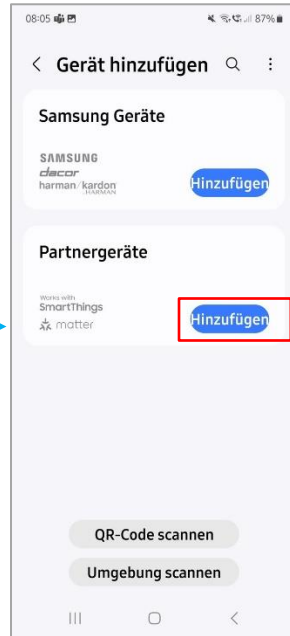 08:05 87%
Gerät hinzufügen
Samsung Geräte
SAMSUNG
dacor
harman/kardon
HARMAN
Hinzufügen
Partnergeräte
Works with
SmartThings
matter
Hinzufügen
QR-Code scannen
Umgebung scannen